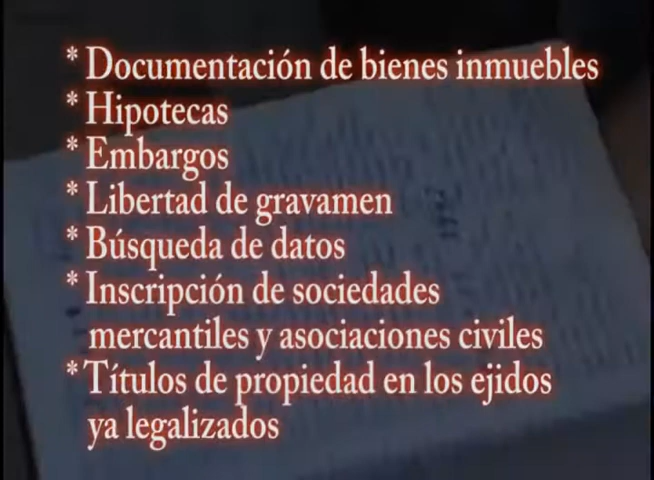 * Documentación de bienes inmuebles
* Hipotecas
* Embargos
* Libertad de gravamen
* Búsqueda de datos
* Inscripción de sociedades
mercantiles y asociaciones civiles
* Títulos de propiedad en los ejidos
ya legalizados